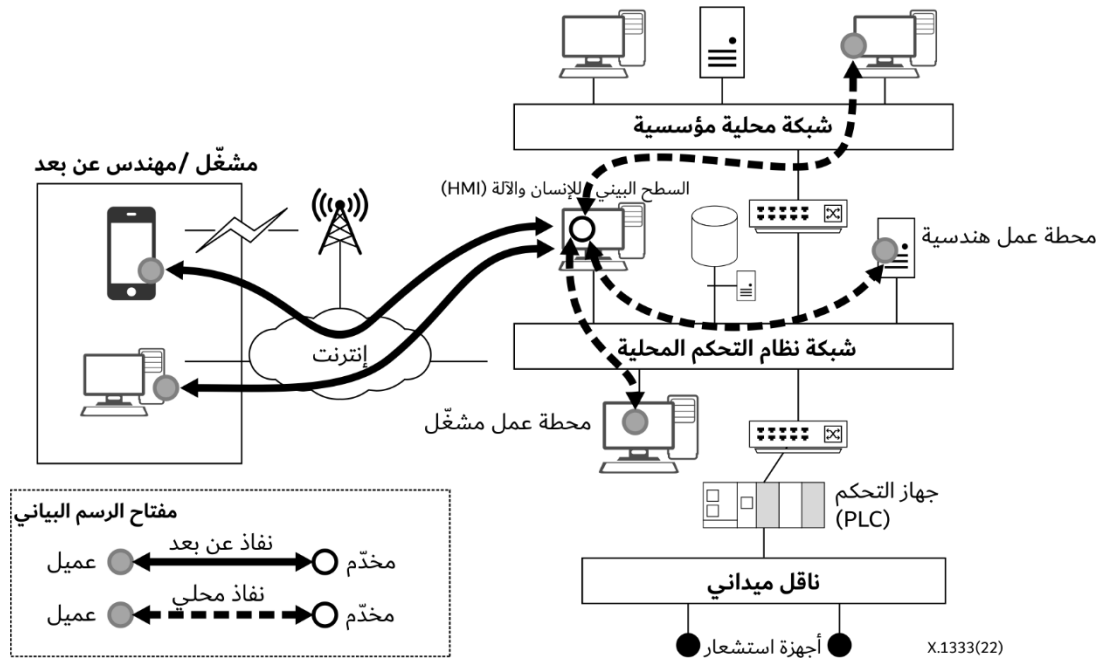 شبكة محلية مؤسسية
مشغّل /مهندس عن بعد
السطح البيني للإنسان والآلة (HMI)
محطة عمل هندسية
إنترنت
شبكة نظام التحكم المحلية
محطة عمل مشغّل
جهاز التحكم
(PLC)
مفتاح الرسم البياني
نفاذ عن بعد
مخدّم
عميل
نفاذ محلي
مخدّم
عميل
ناقل ميداني
أجهزة استشعار
X.1333(22)